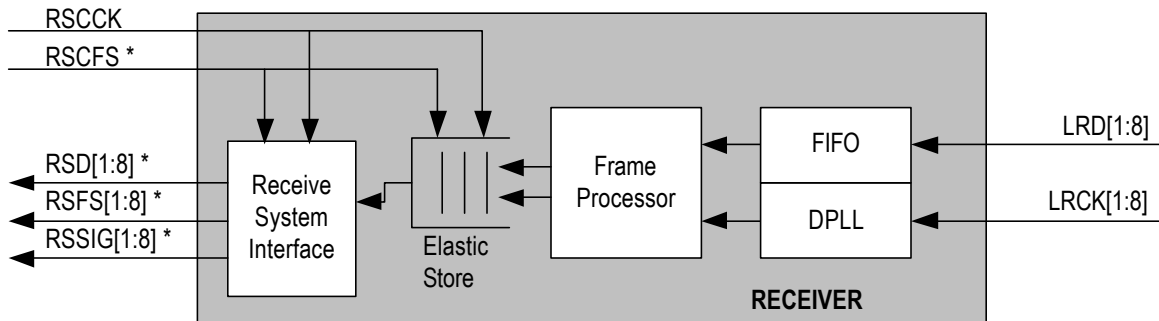 RSCCK
RSCFS *
RSD[1:8] *
RSFS[1:8] *
RSSIG[1:8] *
Receive
System
Interface
Elastic
Store
Frame
Processor
FIFO
DPLL
LRD[1:8]
LRCK[1:8]
RECEIVER